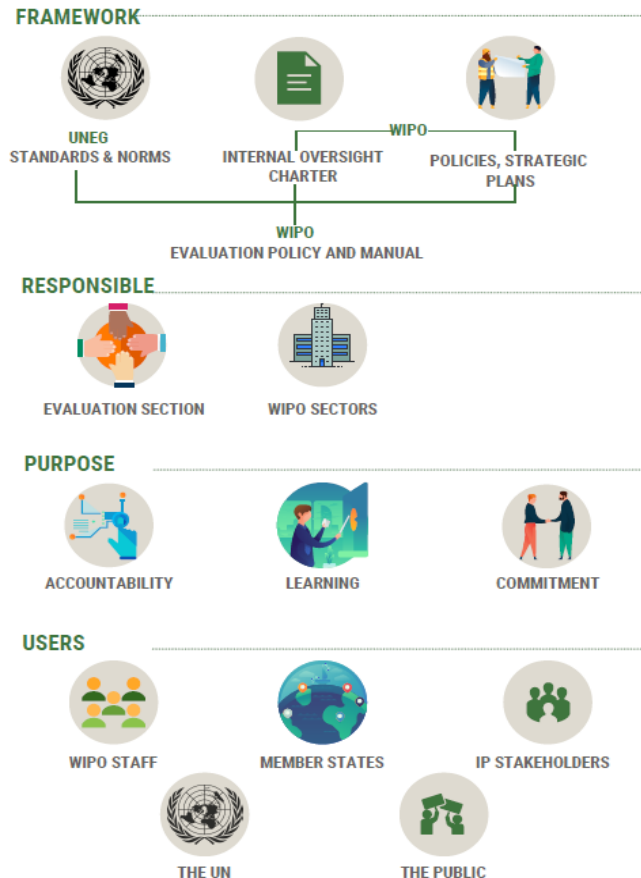 FRAMEWORK
WIPO
UNEG
STANDARDS & NORMS
INTERNAL OVERSIGHT
CHARTER
POLICIES, STRATEGIC
PLANS
WIPO
EVALUATION POLICY AND MANUAL
RESPONSIBLE
EVALUATION SECTION
WIPO SECTORS
PURPOSE
ACCOUNTABILITY
LEARNING
COMMITMENT
USERS
WIPO STAFF
MEMBER STATES
IP STAKEHOLDERS
THE UN
THE PUBLIC